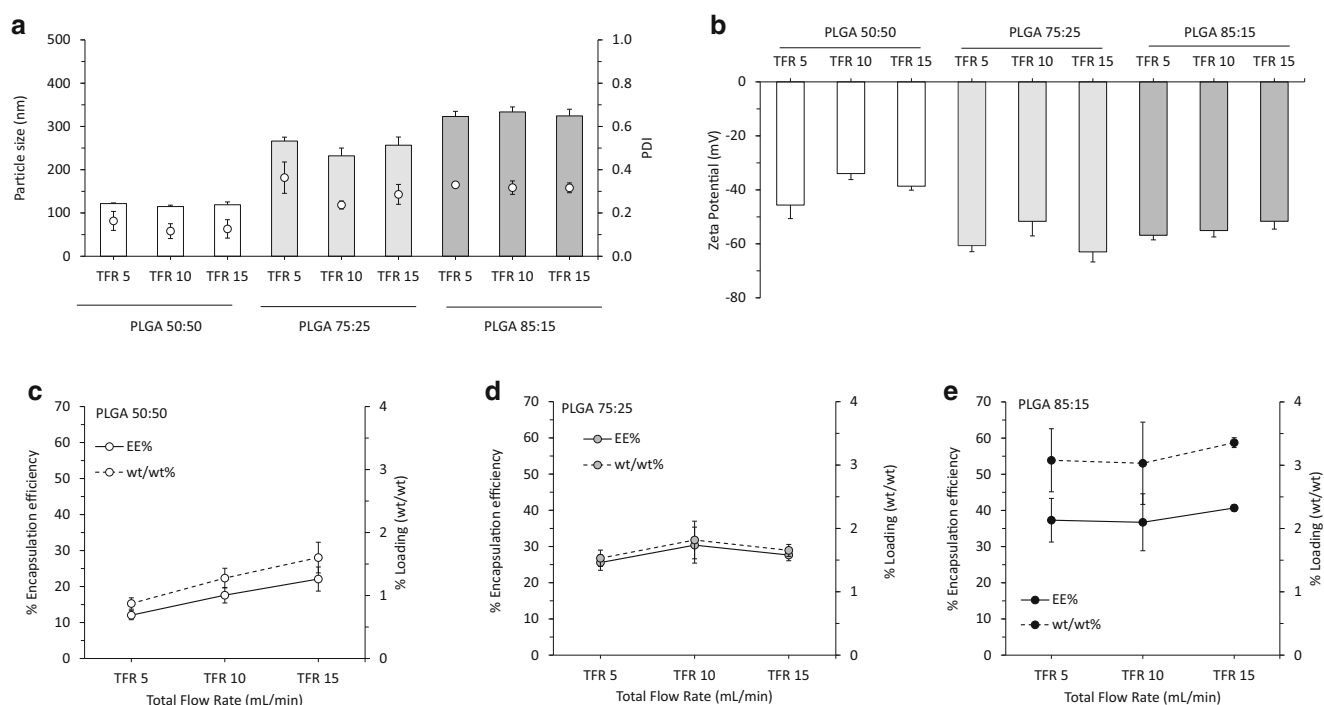 a
500
400
300
200
100
0
Particle size (nm)
1.0
0.8
0.6
0.4
0.2
0.0
PDI
TFR 5 TFR 10 TFR 15 TFR 5 TFR 10 TFR 15 TFR 5 TFR 10 TFR 15
PLGA 50:50 PLGA 75:25 PLGA 85:15
b
PLGA 50:50 PLGA 75:25 PLGA 85:15
TFR 5 TFR 10 TFR 15 TFR 5 TFR 10 TFR 15 TFR 5 TFR 10 TFR 15
0
-20
-40
-60
-80
Zeta Potential (mV)
c
PLGA 50:50
EE%
wt/wt%
70
60
50
40
30
20
10
0
% Encapsulation efficiency
4
3
2
1
0
% Loading (wt/wt)
TFR 5 TFR 10 TFR 15
Total Flow Rate (mL/min)
d
PLGA 75:25
EE%
wt/wt%
70
60
50
40
30
20
10
0
% Encapsulation efficiency
4
3
2
1
0
% Loading (wt/wt)
TFR 5 TFR 10 TFR 15
Total Flow Rate (mL/min)
e
PLGA 85:15
EE%
wt/wt%
70
60
50
40
30
20
10
0
% Encapsulation efficiency
4
3
2
1
0
% Loading (wt/wt)
TFR 5 TFR 10 TFR 15
Total Flow Rate (mL/min)